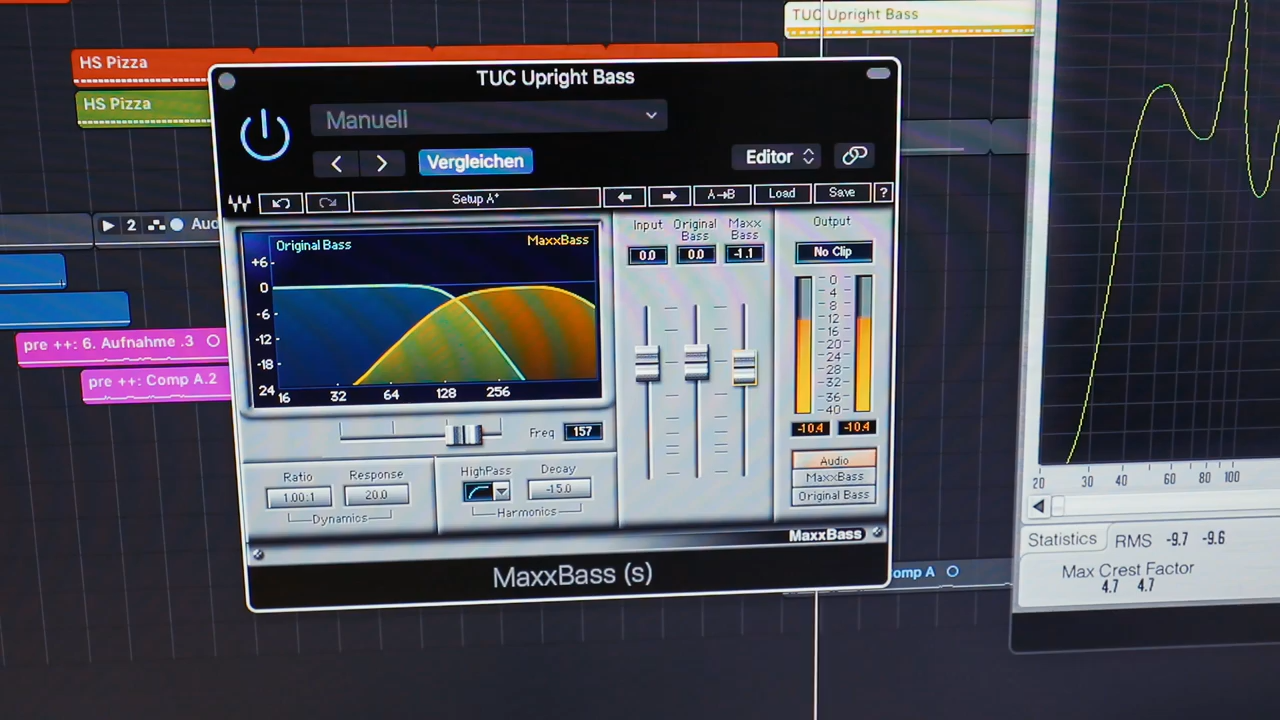 TUC Upright Bass
HS Pizza
HS Pizza
TUC Upright Bass
Manuell
Vergleichen
Editor
Setup A*
A→B
Load
Save
?
2
Aud
Original Bass
MaxxBass
+6
0
-6
-12
-18
24
16
32
64
128
256
Freq
157
Input
Original Bass
Maxx Bass
0.0
0.0
-1.1
Output
No Clip
0
4
8
12
16
20
24
28
32
-36
-40
-10.4
-10.4
Audio
MaxxBass
Original Bass
Ratio
Response
1.00:1
20.0
Dynamics
HighPass
Decay
-15.0
Harmonics
MaxxBass
MaxxBass (s)
pre ++: 6. Aufnahme .3
pre ++: Comp A.2
omp A
20
30
40
60
80
100
Statistics
RMS -9.7 -9.6
Max Crest Factor
4.7 4.7